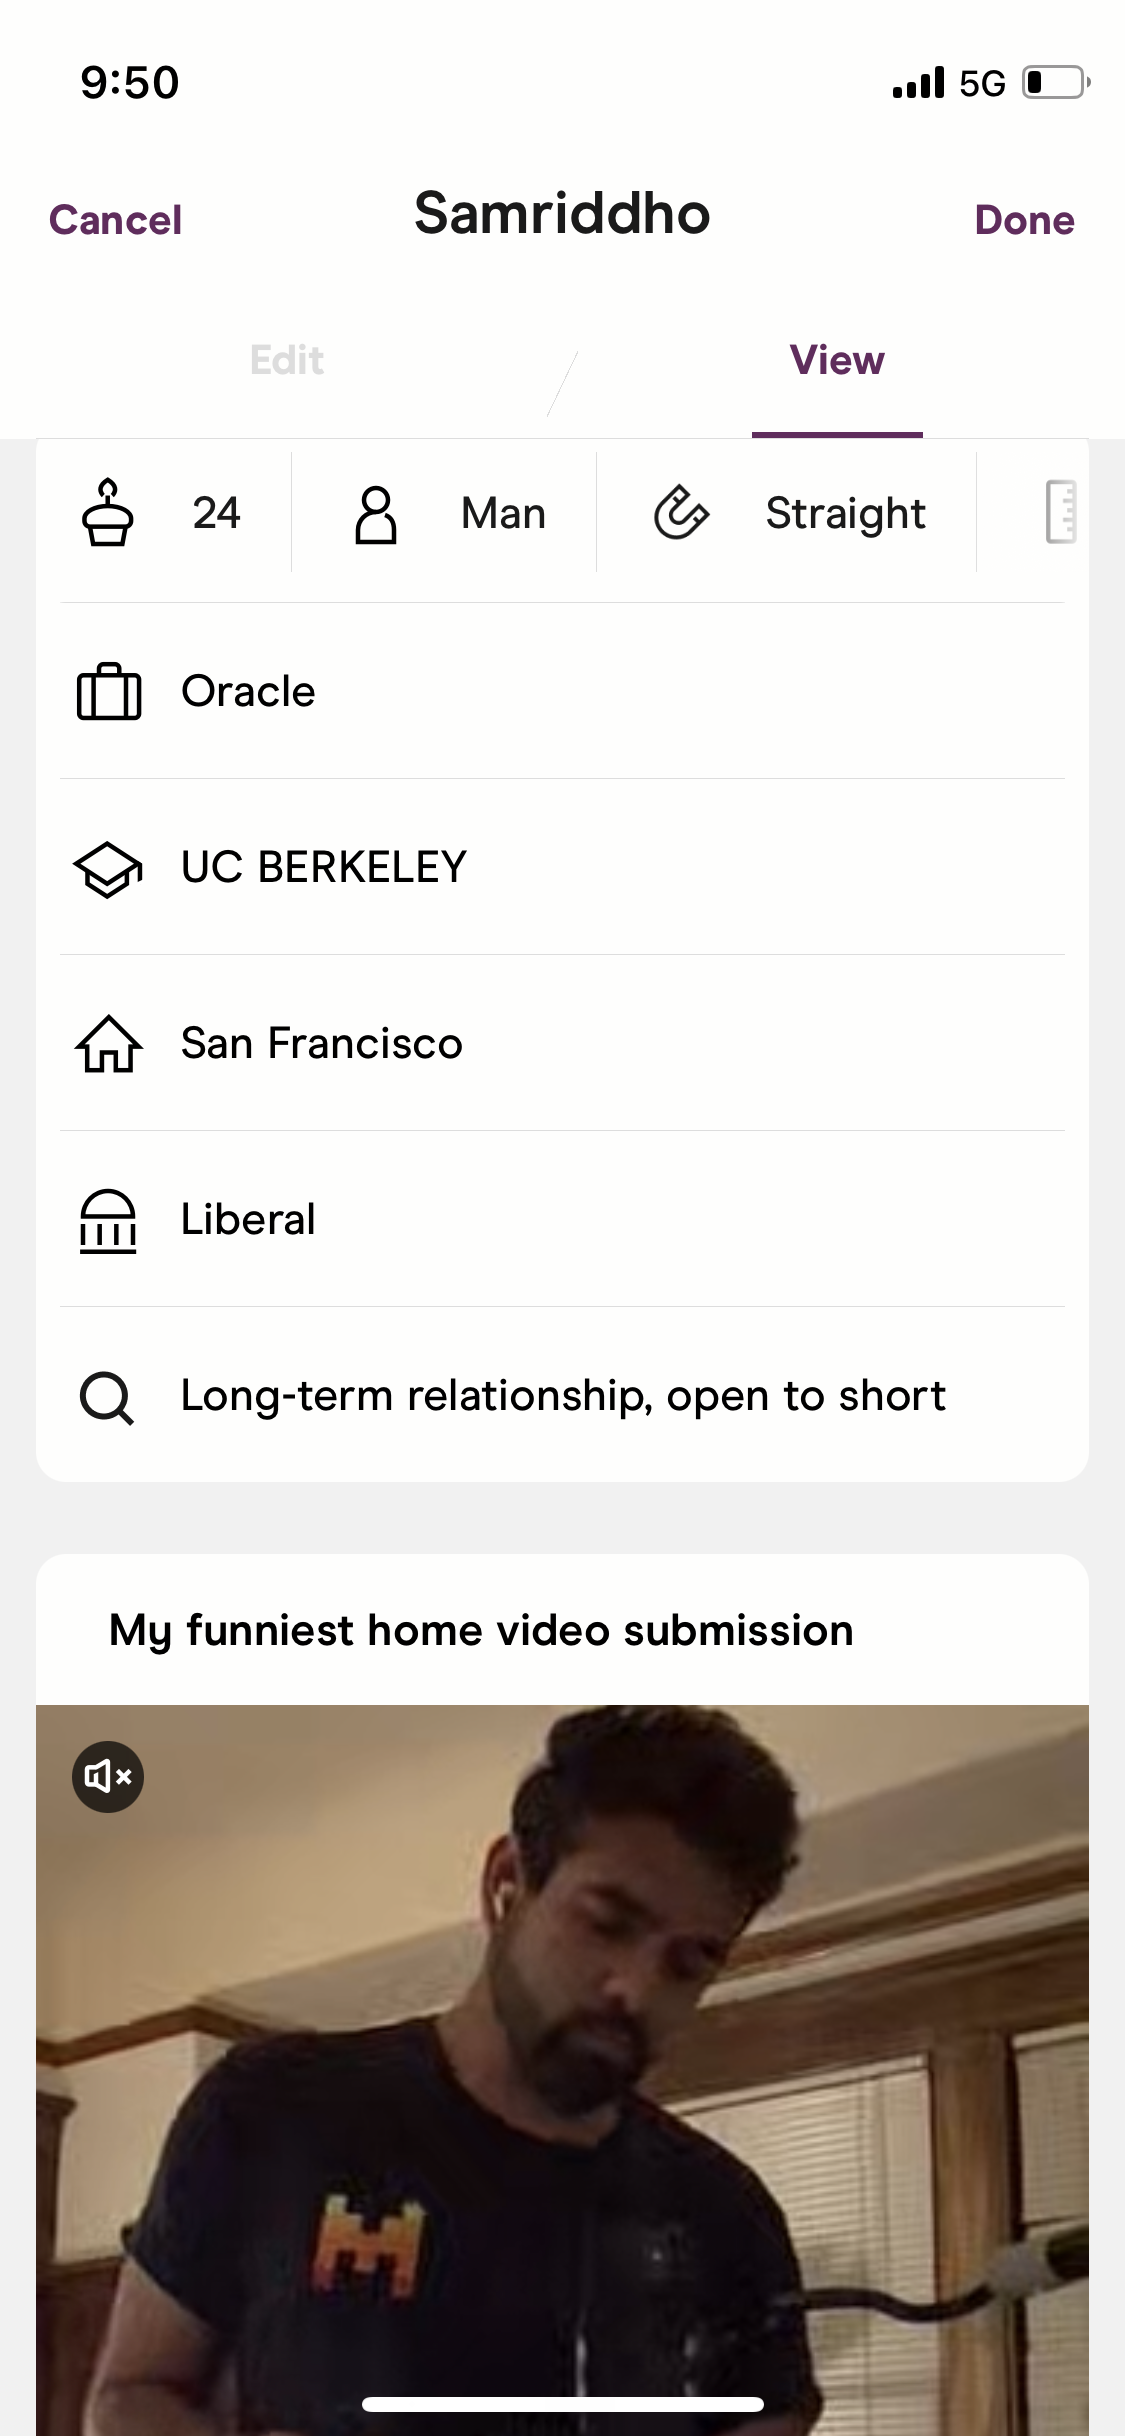 9:50
5G
Cancel
Samriddho
Done
Edit
View
24
Man
Straight
Oracle
UC BERKELEY
San Francisco
Liberal
Long-term relationship, open to short
My funniest home video submission